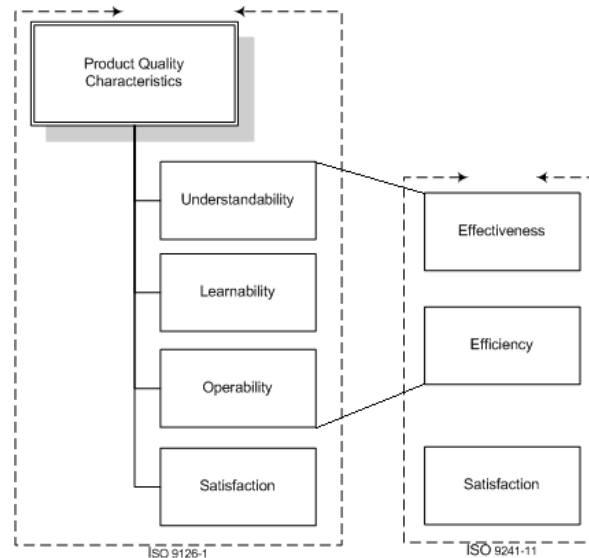 Product Quality
Characteristics
Understandability
Learnability
Operability
Satisfaction
ISO 9126-1
Effectiveness
Efficiency
Satisfaction
ISO 9241-11